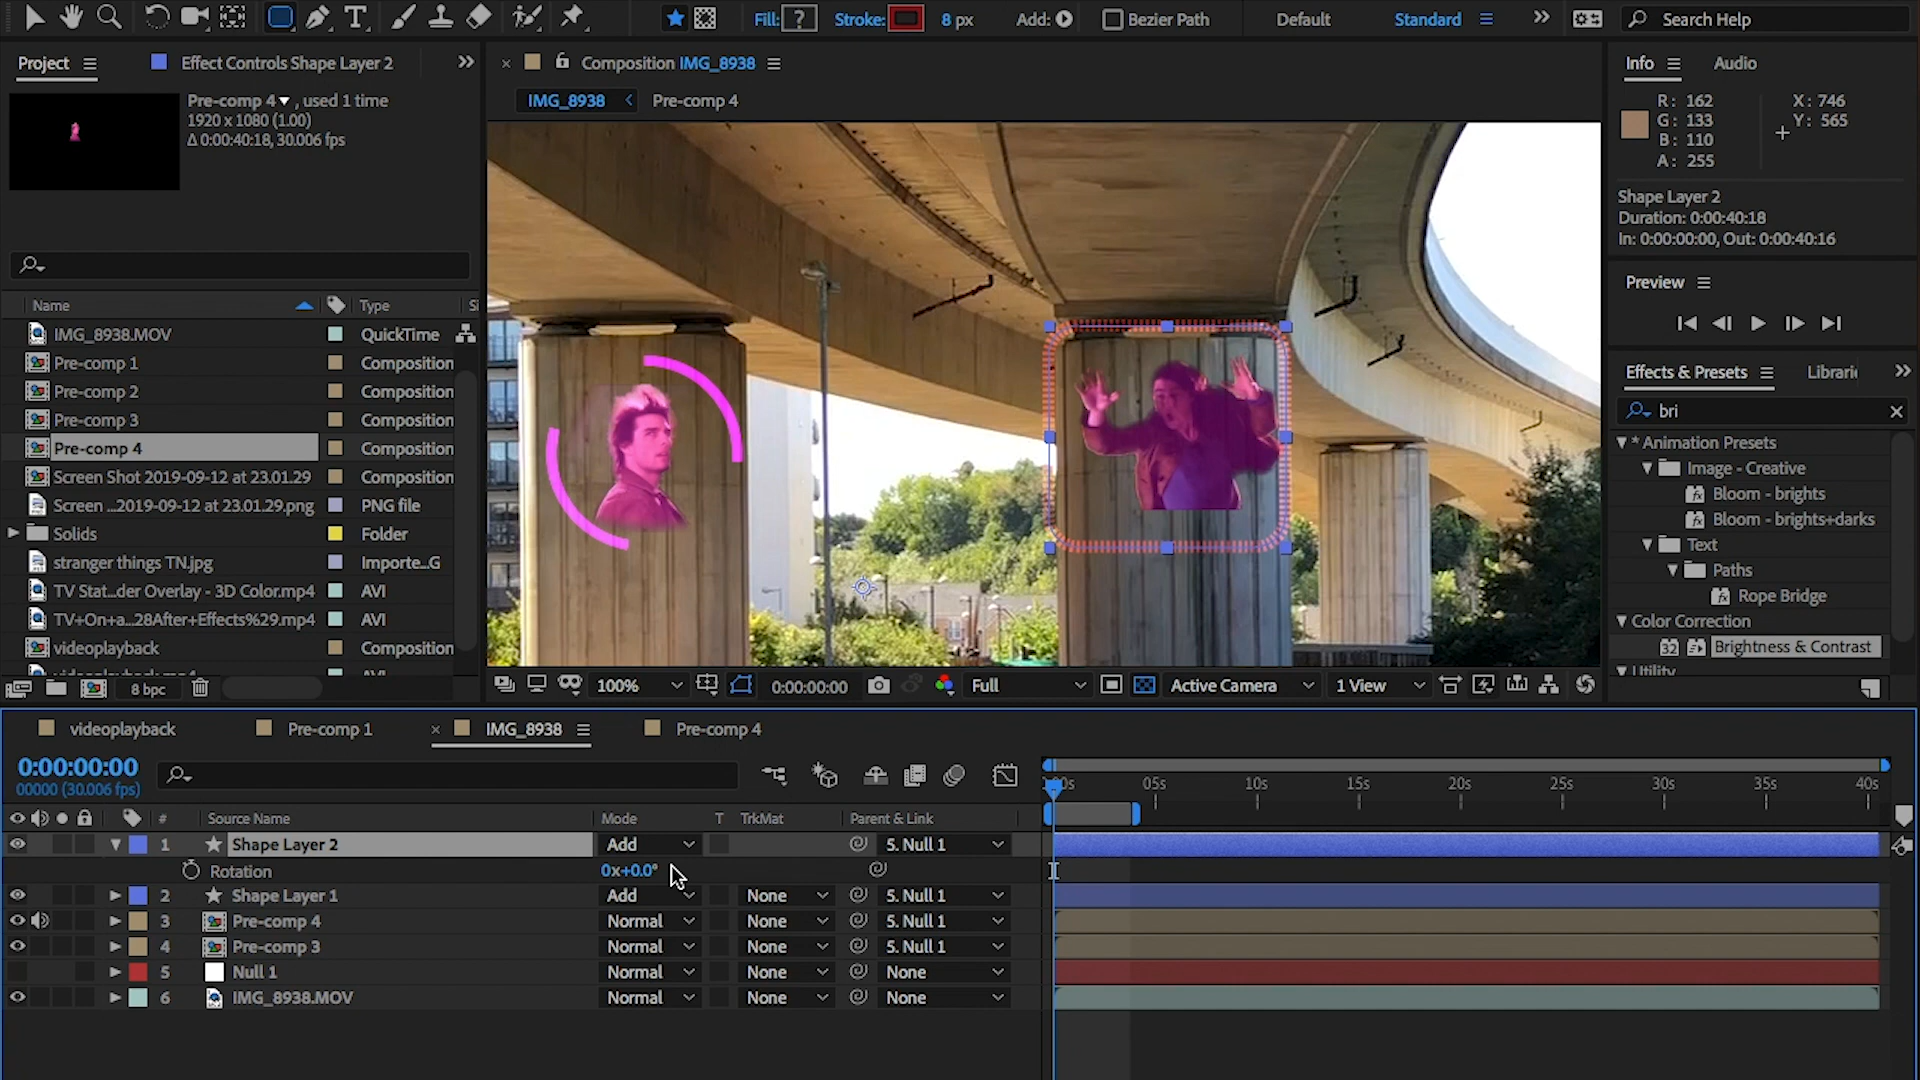 T
Fill: ?
Stroke: 8 px
Add:
Bezier Path
Default
Standard
Search Help
Project
Effect Controls Shape Layer 2
Composition IMG_8938
Info
Audio
Pre-comp 4 , used 1 time
1920 x 1080 (1.00)
Δ 0:00:40:18, 30.006 fps
IMG_8938
Pre-comp 4
R: 162
G: 133
B: 110
A: 255
X: 746
Y: 565
Shape Layer 2
Duration: 0:00:40:18
In: 0:00:00:00, Out: 0:00:40:16
Preview
Name
Type
Si
IMG_8938.MOV QuickTime
Pre-comp 1 Composition
Pre-comp 2 Composition
Pre-comp 3 Composition
Pre-comp 4 Composition
Screen Shot 2019-09-12 at 23.01.29 Composition
Screen ...2019-09-12 at 23.01.29.png PNG file
Solids Folder
stranger things TN.jpg Importe...G
TV Stat...der Overlay - 3D Color.mp4 AVI
TV+On+a...28After+Effects%29.mp4 AVI
videoplayback Composition
8 bpc
Effects & Presets
Librari
bri
* Animation Presets
Image - Creative
Bloom - brights
Bloom - brights+darks
Text
Paths
Rope Bridge
Color Correction
32 Brightness & Contrast
Utility
100%
0:00:00:00
Full
Active Camera
1 View
videoplayback
Pre-comp 1
IMG_8938
Pre-comp 4
0:00:00:00
00000 (30.006 fps)
05s
10s
15s
20s
25s
30s
35s
40s
# Source Name Mode T TrkMat Parent & Link
1 Shape Layer 2 Add 5. Null 1
Rotation 0x+0.0°
2 Shape Layer 1 Add None 5. Null 1
3 Pre-comp 4 Normal None 5. Null 1
4 Pre-comp 3 Normal None 5. Null 1
5 Null 1 Normal None None
6 IMG_8938.MOV Normal None None